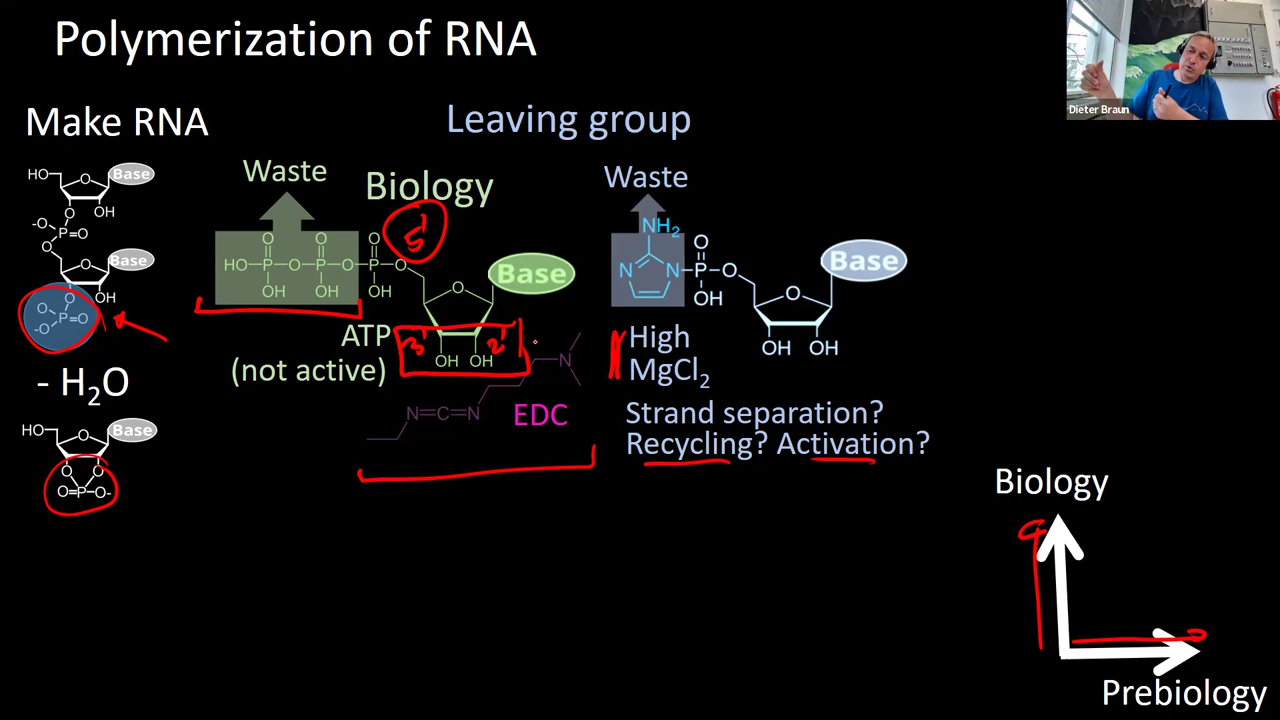 Polymerization of RNA
Dieter Braun
Make RNA
Leaving group
Waste
Biology
Waste
HO
Base
OH
-O
P
O
O
O
Base
OH
O
O
P
O
-O
- H2O
HO
Base
O
O
O
P
O-
5'
O
O
O
HO
P
O
P
O
P
O
OH
OH
OH
O
Base
3'
2'
OH
OH
ATP
(not active)
N
N
C
N
EDC
NH2
N
N
O
P
O
OH
O
Base
OH
OH
High
MgCl2
Strand separation?
Recycling? Activation?
Biology
Prebiology